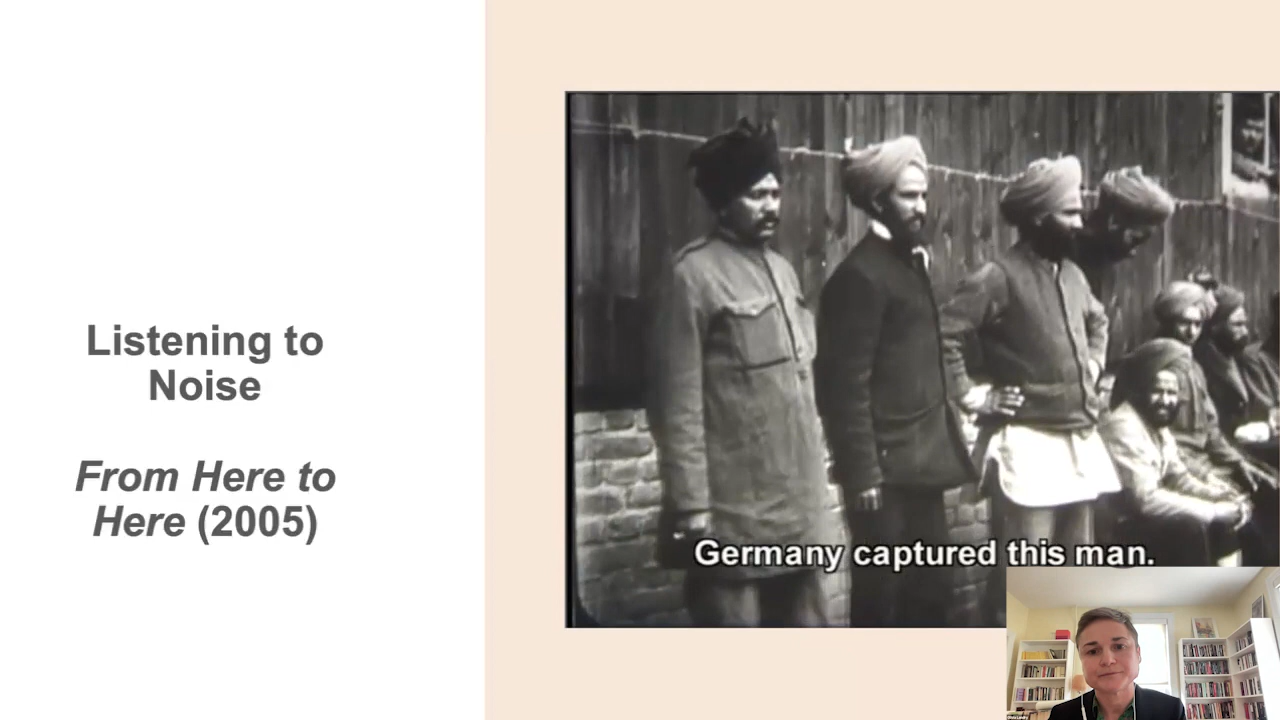 Listening to
Noise
From Here to
Here (2005)
Germany captured this man.